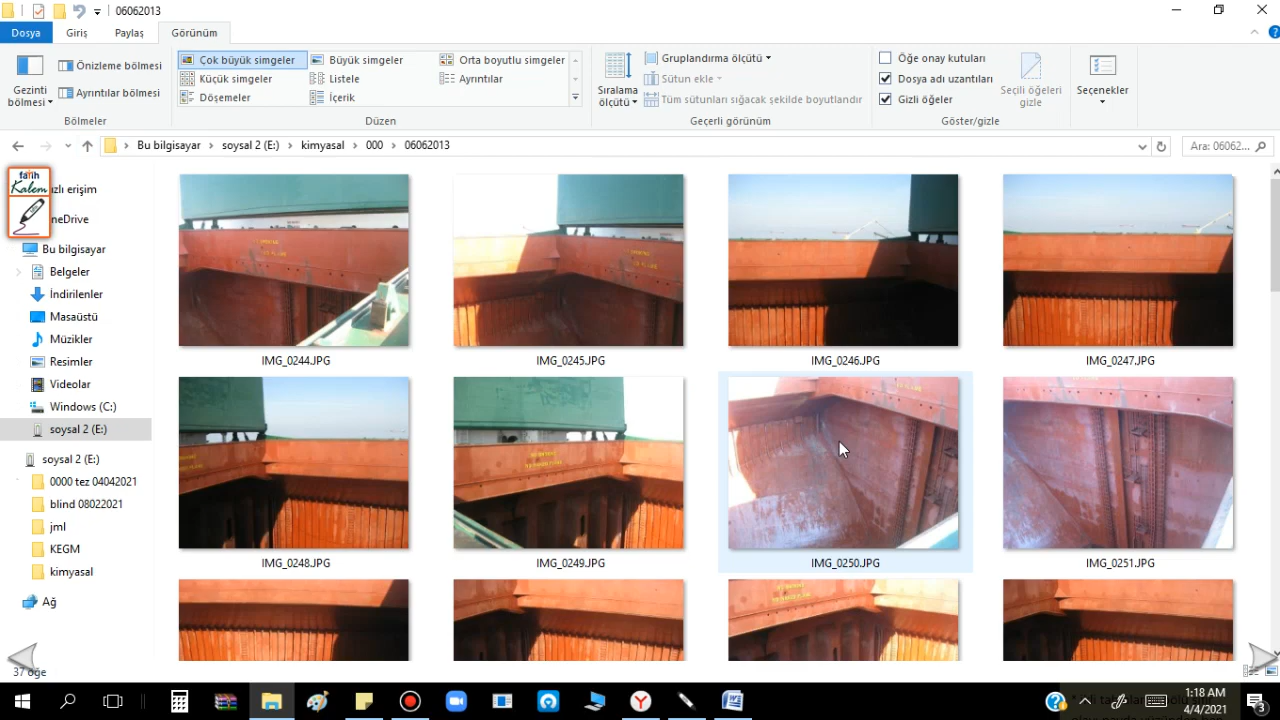 06062013
Dosya Giriş Paylaş Görünüm
Gezinti bölmesi
Önizleme bölmesi
Ayrıntılar bölmesi
Bölmeler
Çok büyük simgeler Büyük simgeler Orta boyutlu simgeler
Küçük simgeler Listele Ayrıntılar
Döşemeler İçerik
Düzen
Sıralama ölçütü
Gruplandırma ölçütü
Sütun ekle
Tüm sütunları sığacak şekilde boyutlandır
Geçerli görünüm
Öğe onay kutuları
Dosya adı uzantıları
Gizli öğeler
Seçili öğeleri gizle
Göster/gizle
Seçenekler
Bu bilgisayar soysal 2 (E:) kimyasal 000 06062013
Ara: 06062...
fatih
Kalem
ızlı erişim
neDrive
Bu bilgisayar
Belgeler
İndirilenler
Masaüstü
Müzikler
Resimler
Videolar
Windows (C:)
soysal 2 (E:)
soysal 2 (E:)
0000 tez 04042021
blind 08022021
jml
KEGM
kimyasal
Ağ
IMG_0244.JPG IMG_0245.JPG IMG_0246.JPG IMG_0247.JPG
IMG_0248.JPG IMG_0249.JPG IMG_0250.JPG IMG_0251.JPG
37 öğe
1:18 AM
4/4/2021
3